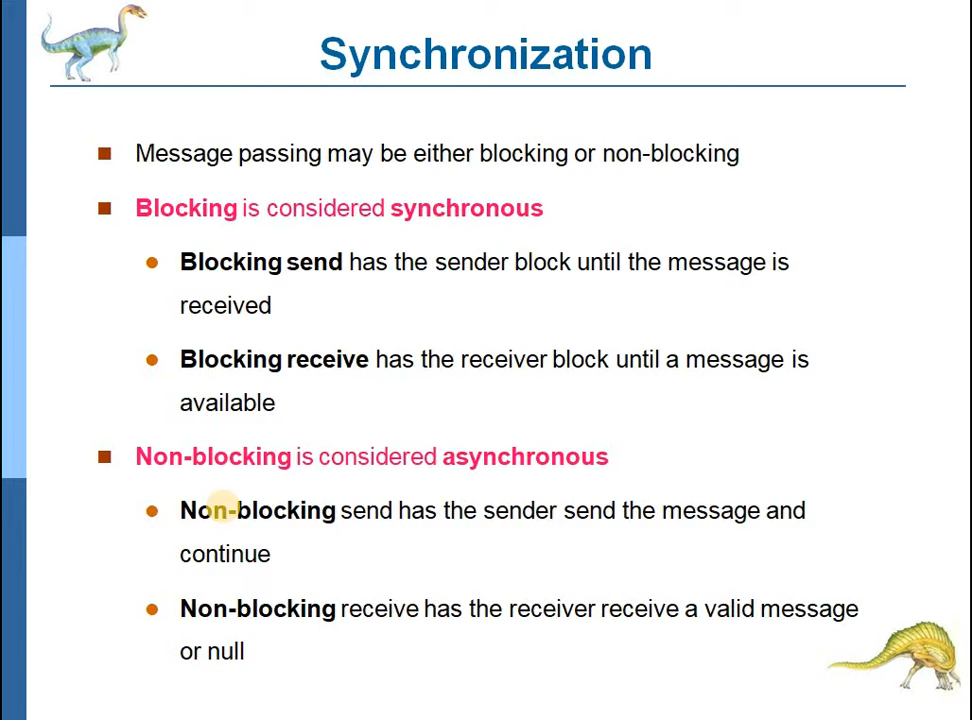 Synchronization
Message passing may be either blocking or non-blocking
Blocking is considered synchronous
Blocking send has the sender block until the message is
received
Blocking receive has the receiver block until a message is
available
Non-blocking is considered asynchronous
Non-blocking send has the sender send the message and
continue
Non-blocking receive has the receiver receive a valid message
or null